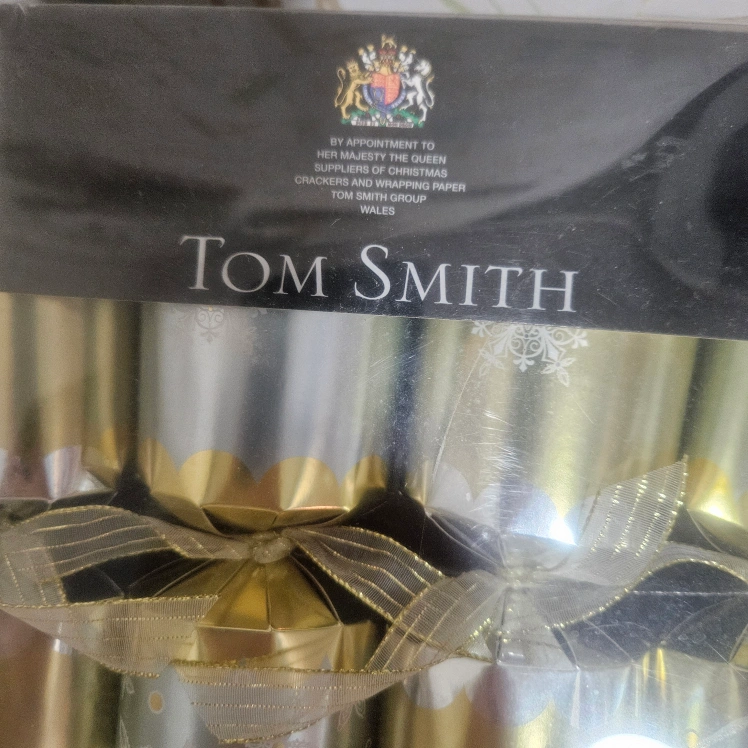 BY APPOINTMENT TO
HER MAJESTY THE QUEEN
SUPPLIERS OF CHRISTMAS
CRACKERS AND WRAPPING PAPER
TOM SMITH GROUP
WALES
TOM SMITH